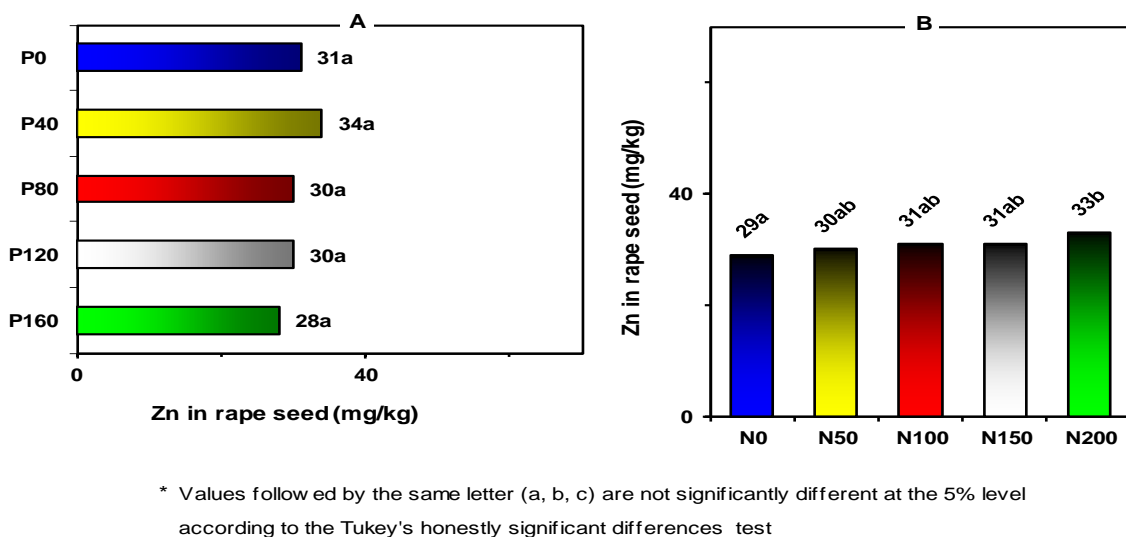 A
P0
31a
P40
34a
P80
30a
P120
30a
P160
28a
0
40
Zn in rape seed (mg/kg)
B
Zn in rape seed (mg/kg)
40
0
29a
30ab
31ab
31ab
33b
N0 N50 N100 N150 N200
* Values followed by the same letter (a, b, c) are not significantly different at the 5% level
according to the Tukey's honestly significant differences test